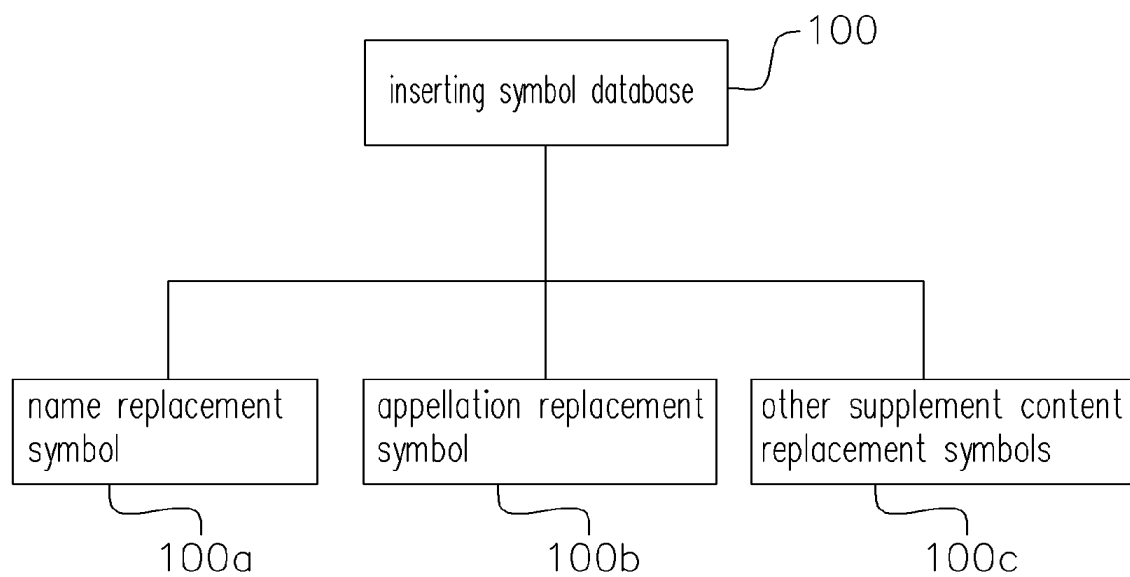 100
inserting symbol database
name replacement
symbol
appellation replacement
symbol
other supplement content
replacement symbols
100a
100b
100c